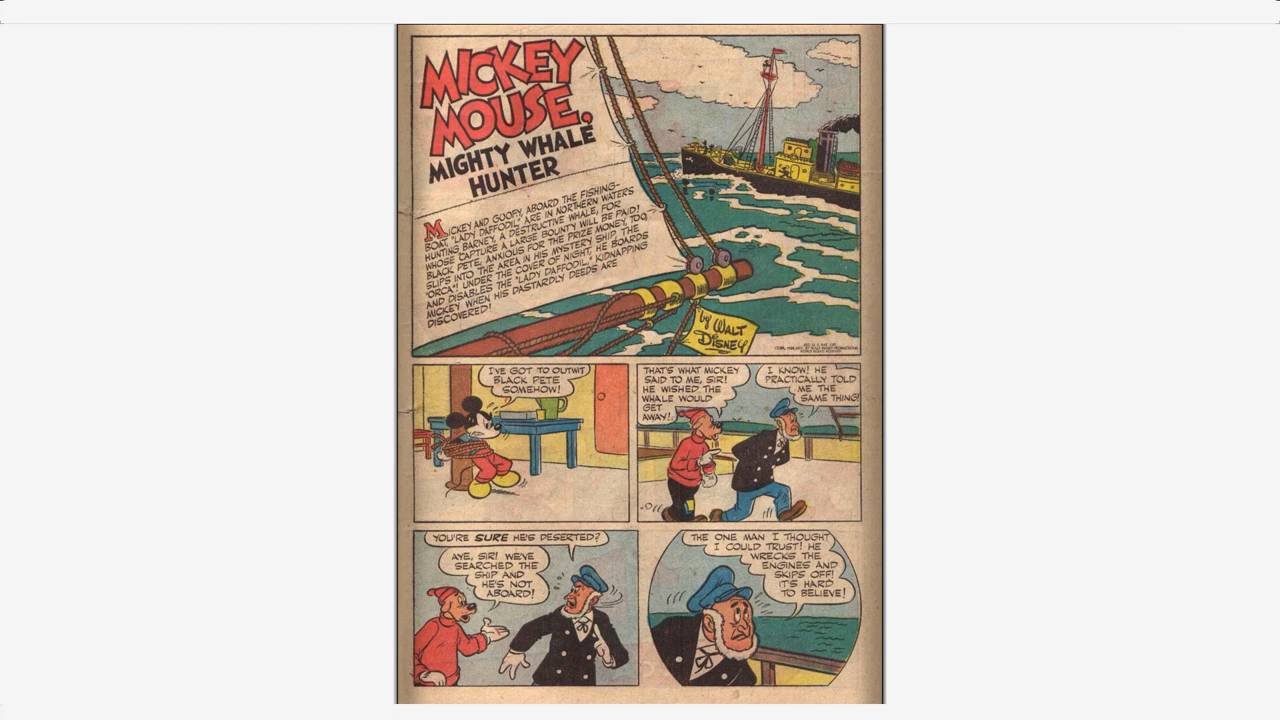 MICKEY
MOUSE,
MIGHTY WHALE
HUNTER
MICKEY AND GOOFY, ABOARD THE FISHING-
BOAT, "LADY DAFFODIL," ARE IN NORTHERN WATERS
HUNTING BARNEY, A DESTRUCTIVE WHALE, FOR
WHOSE CAPTURE A LARGE BOUNTY WILL BE PAID!
BLACK PETE, ANXIOUS FOR THE PRIZE MONEY, TOO,
SLIPS INTO THE AREA IN HIS MYSTERY SHIP, THE
"ORCA"! UNDER THE COVER OF NIGHT, HE BOARDS
AND DISABLES THE "LADY DAFFODIL," KIDNAPPING
MICKEY WHEN HIS DASTARDLY DEEDS ARE
DISCOVERED!
by WALT
DISNEY
I'VE GOT TO OUTWIT
BLACK PETE
SOMEHOW!
THAT'S WHAT MICKEY
SAID TO ME, SIR!
HE WISHED THE
WHALE WOULD
GET
AWAY!
I KNOW! HE
PRACTICALLY TOLD
ME THE
SAME THING!
YOU'RE SURE HE'S DESERTED?
AYE, SIR! WE'VE
SEARCHED THE
SHIP AND
HE'S NOT
ABOARD!
THE ONE MAN I THOUGHT
I COULD TRUST! HE
WRECKS THE
ENGINES AND
SKIPS OFF!
IT'S HARD
TO BELIEVE!